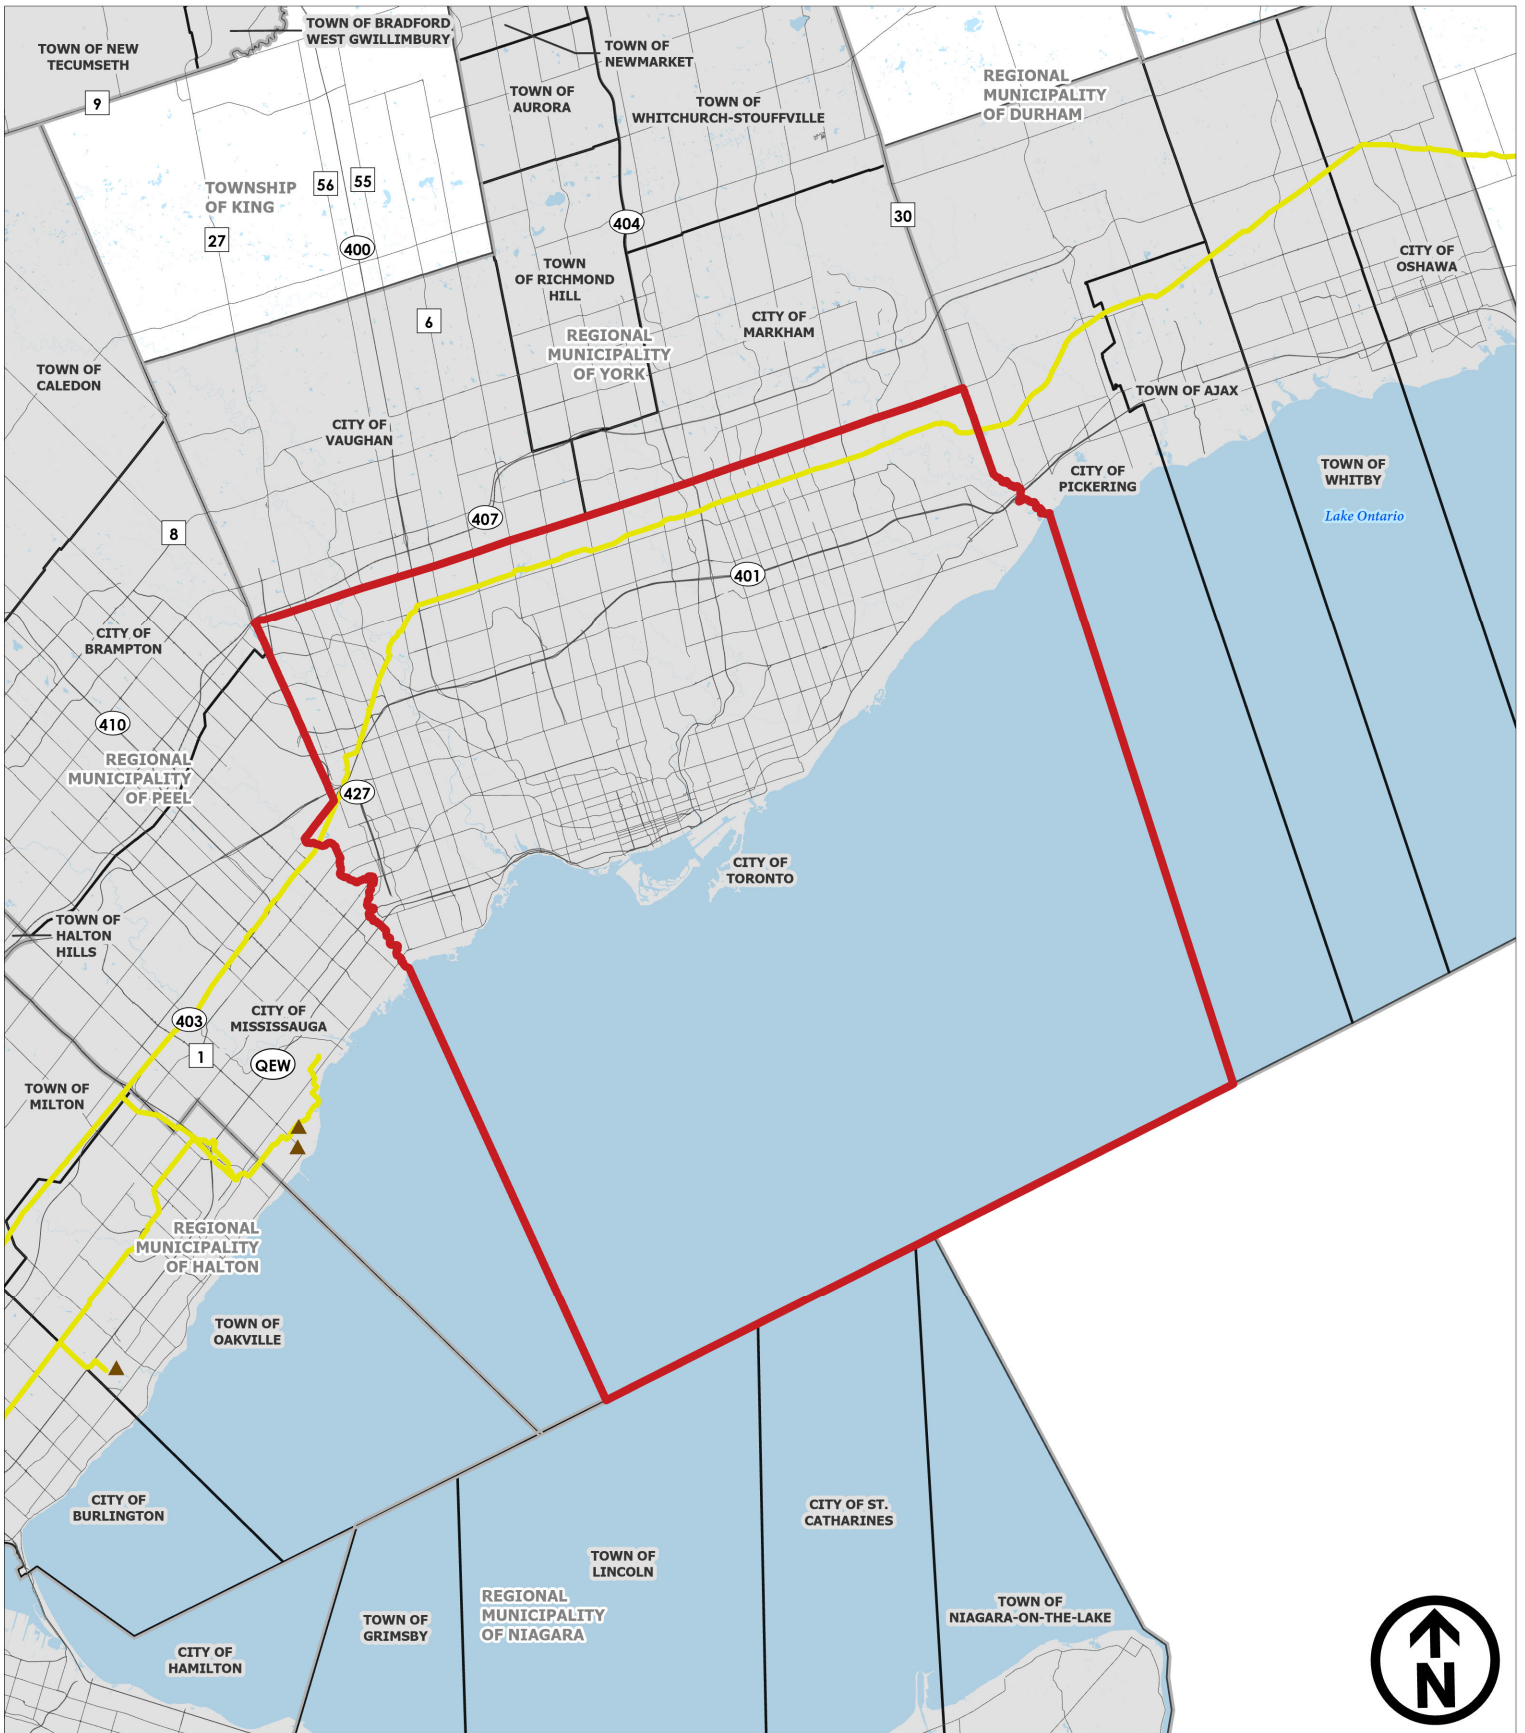 TOWN OF BRADFORD
WEST GWILLIMBURY
TOWN OF NEW
TECUMSETH
TOWN OF
NEWMARKET
9
TOWN OF
AURORA
TOWN OF
WHITCHURCH-STOUFFVILLE
REGIONAL
MUNICIPALITY
OF DURHAM
TOWNSHIP
OF KING
56
55
27
400
404
30
CITY OF
OSHAWA
TOWN
OF RICHMOND
HILL
6
CITY OF
MARKHAM
REGIONAL
MUNICIPALITY
OF YORK
TOWN OF
CALEDON
TOWN OF AJAX
CITY OF
VAUGHAN
CITY OF
PICKERING
TOWN OF
WHITBY
Lake Ontario
407
8
401
CITY OF
BRAMPTON
410
REGIONAL
MUNICIPALITY
OF PEEL
427
CITY OF
TORONTO
TOWN OF
HALTON
HILLS
403
CITY OF
MISSISSAUGA
1
QEW
TOWN OF
MILTON
REGIONAL
MUNICIPALITY
OF HALTON
TOWN OF
OAKVILLE
CITY OF
BURLINGTON
CITY OF ST.
CATHARINES
TOWN OF
LINCOLN
REGIONAL
MUNICIPALITY
OF NIAGARA
TOWN OF
NIAGARA-ON-THE-LAKE
TOWN OF
GRIMSBY
CITY OF
HAMILTON
N